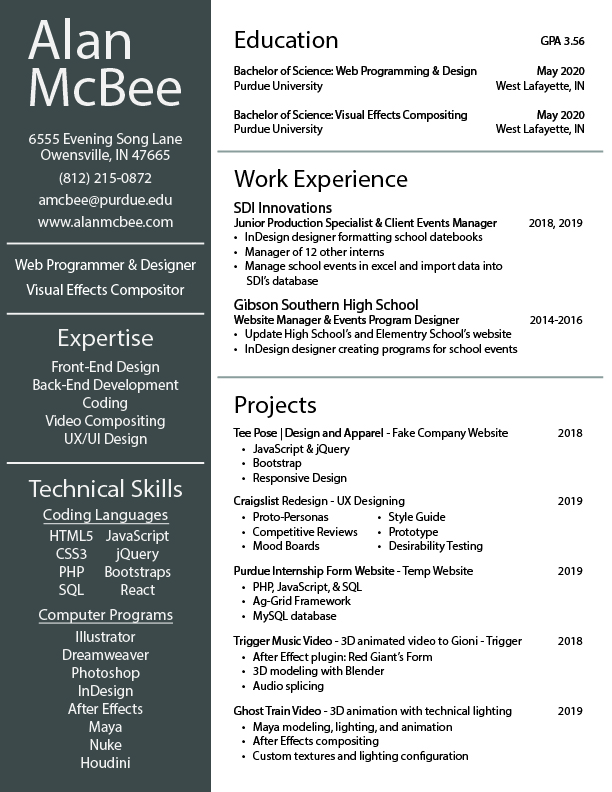 Alan
McBee
6555 Evening Song Lane
Owensville, IN 47665
(812) 215-0872
amcbee@purdue.edu
www.alanmcbee.com
Web Programmer & Designer
Visual Effects Compositor
Expertise
Front-End Design
Back-End Development
Coding
Video Compositing
UX/UI Design
Technical Skills
Coding Languages
HTML5 JavaScript
CSS3 jQuery
PHP Bootstraps
SQL React
Computer Programs
Illustrator
Dreamweaver
Photoshop
InDesign
After Effects
Maya
Nuke
Houdini
Education GPA 3.56
Bachelor of Science: Web Programming & Design May 2020
Purdue University West Lafayette, IN
Bachelor of Science: Visual Effects Compositing May 2020
Purdue University West Lafayette, IN
Work Experience
SDI Innovations
Junior Production Specialist & Client Events Manager 2018, 2019
• InDesign designer formatting school datebooks
• Manager of 12 other interns
• Manage school events in excel and import data into
SDI's database
Gibson Southern High School
Website Manager & Events Program Designer 2014-2016
• Update High School's and Elementry School's website
• InDesign designer creating programs for school events
Projects
Tee Pose | Design and Apparel - Fake Company Website 2018
• JavaScript & jQuery
• Bootstrap
• Responsive Design
Craigslist Redesign - UX Designing 2019
• Proto-Personas • Style Guide
• Competitive Reviews • Prototype
• Mood Boards • Desirability Testing
Purdue Internship Form Website - Temp Website 2019
• PHP, JavaScript, & SQL
• Ag-Grid Framework
• MySQL database
Trigger Music Video - 3D animated video to Gioni - Trigger 2018
• After Effect plugin: Red Giant's Form
• 3D modeling with Blender
• Audio splicing
Ghost Train Video - 3D animation with technical lighting 2019
• Maya modeling, lighting, and animation
• After Effects compositing
• Custom textures and lighting configuration